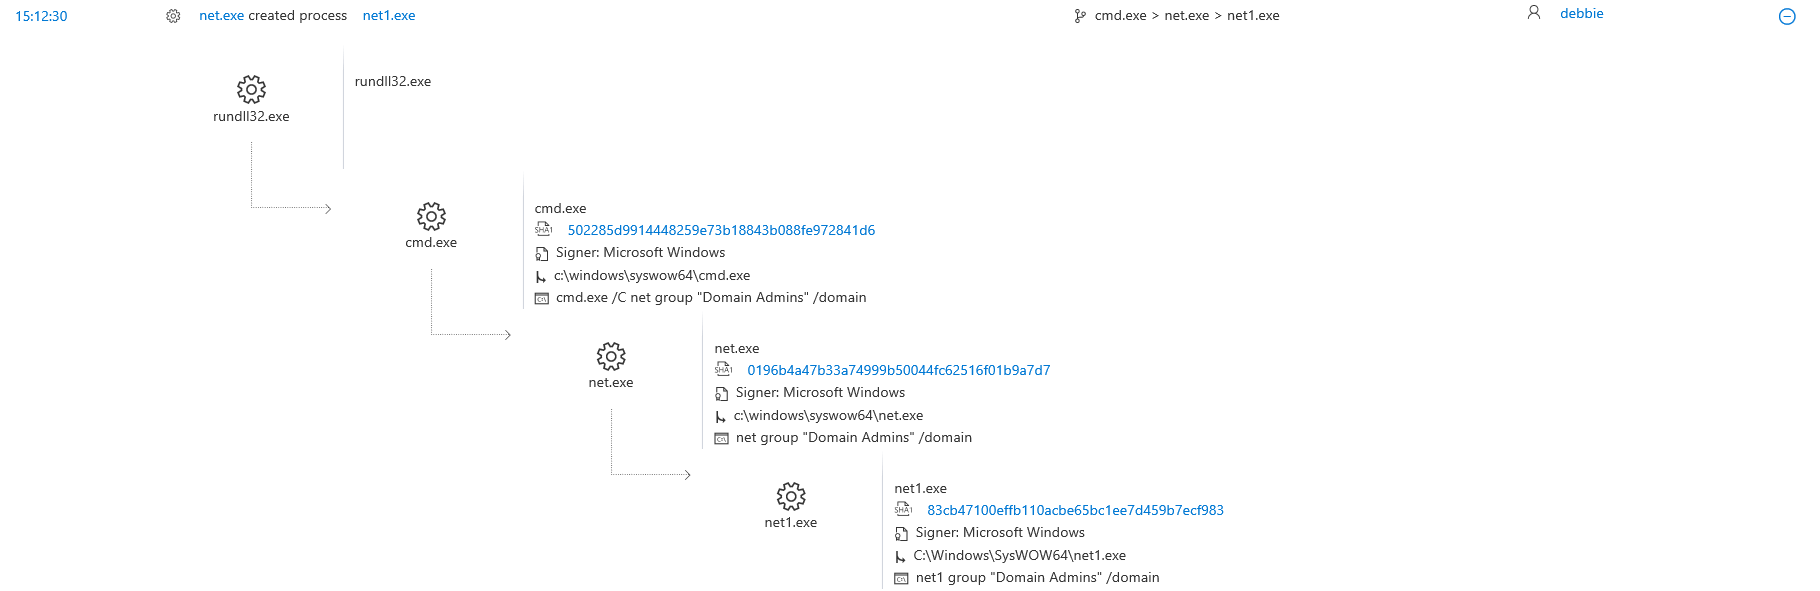 15:12:30 net.exe created process net1.exe cmd.exe > net.exe > net1.exe debbie
rundll32.exe
rundll32.exe
cmd.exe
cmd.exe
SHA1 502285d9914448259e73b18843b088fe972841d6
Signer: Microsoft Windows
c:\windows\syswow64\cmd.exe
C:\ cmd.exe /C net group "Domain Admins" /domain
net.exe
net.exe
SHA1 0196b4a47b33a74999b50044fc62516f01b9a7d7
Signer: Microsoft Windows
c:\windows\syswow64\net.exe
C:\ net group "Domain Admins" /domain
net1.exe
net1.exe
SHA1 83cb47100effb110acbe65bc1ee7d459b7ecf983
Signer: Microsoft Windows
C:\Windows\SysWOW64\net1.exe
C:\ net1 group "Domain Admins" /domain